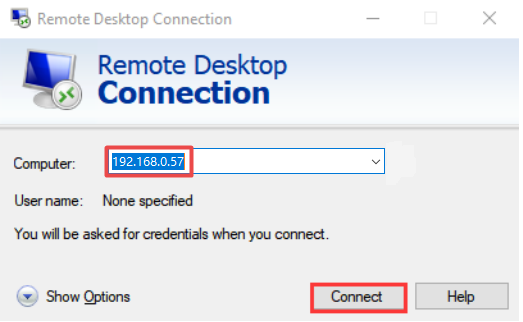 Remote Desktop Connection
Remote Desktop
Connection
Computer:
192.168.0.57
User name: None specified
You will be asked for credentials when you connect.
Show Options
Connect
Help